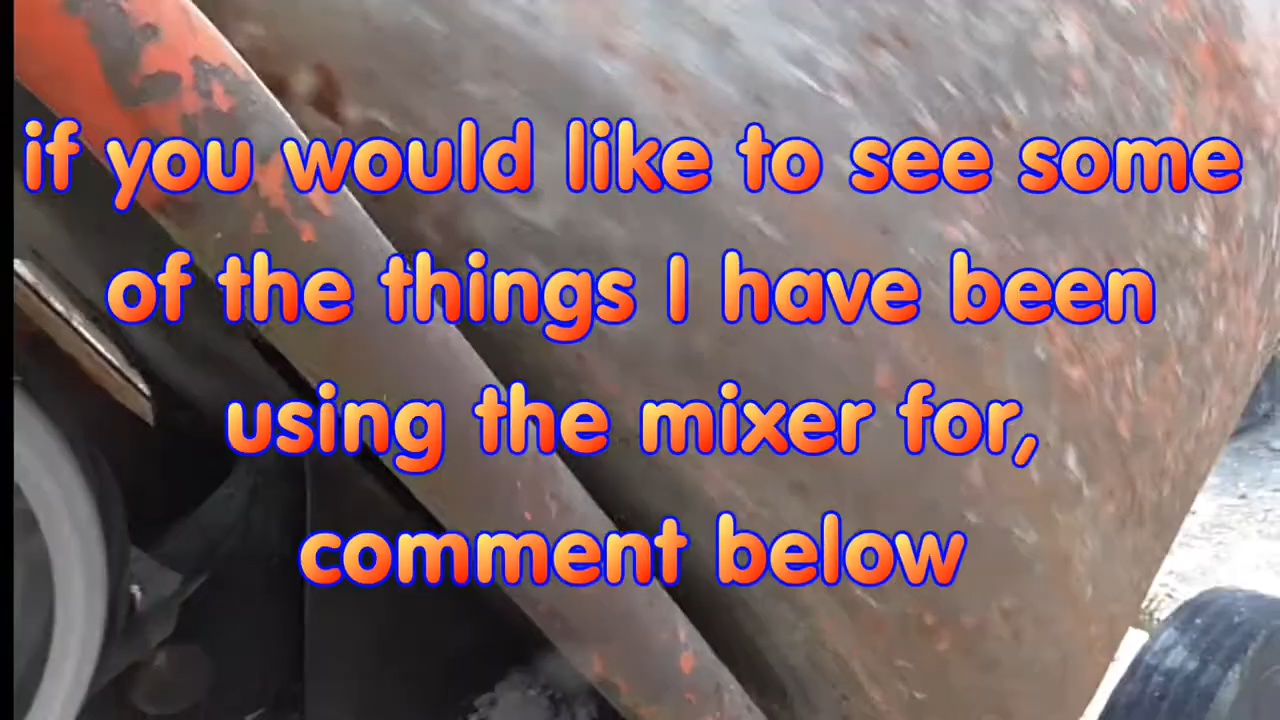 if you would like to see some
of the things I have been
using the mixer for,
comment below